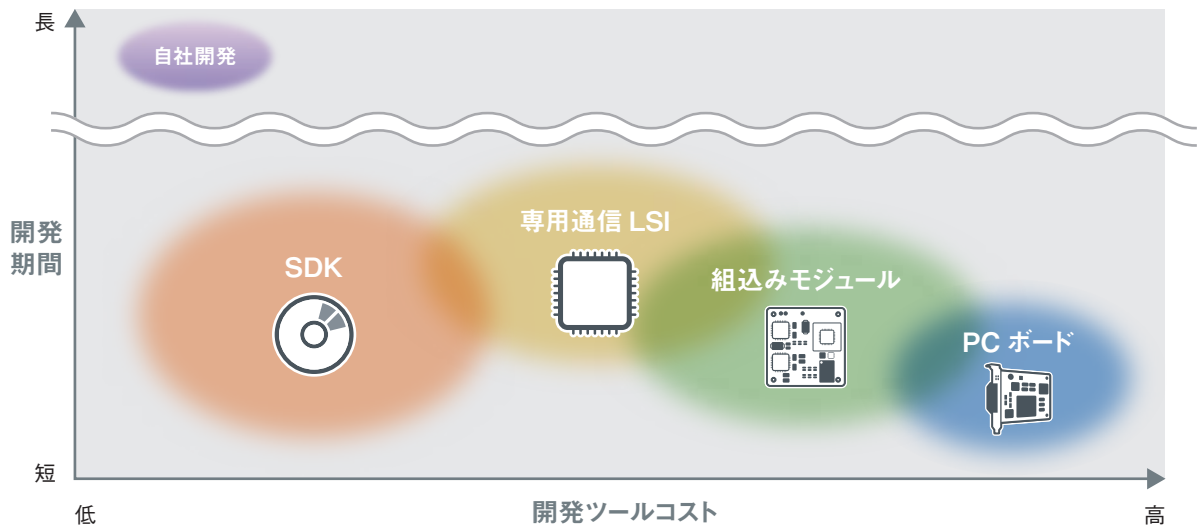 長
自社開発
開発
期間
専用通信 LSI
SDK
組込みモジュール
PC ボード
短
低
開発ツールコスト
高